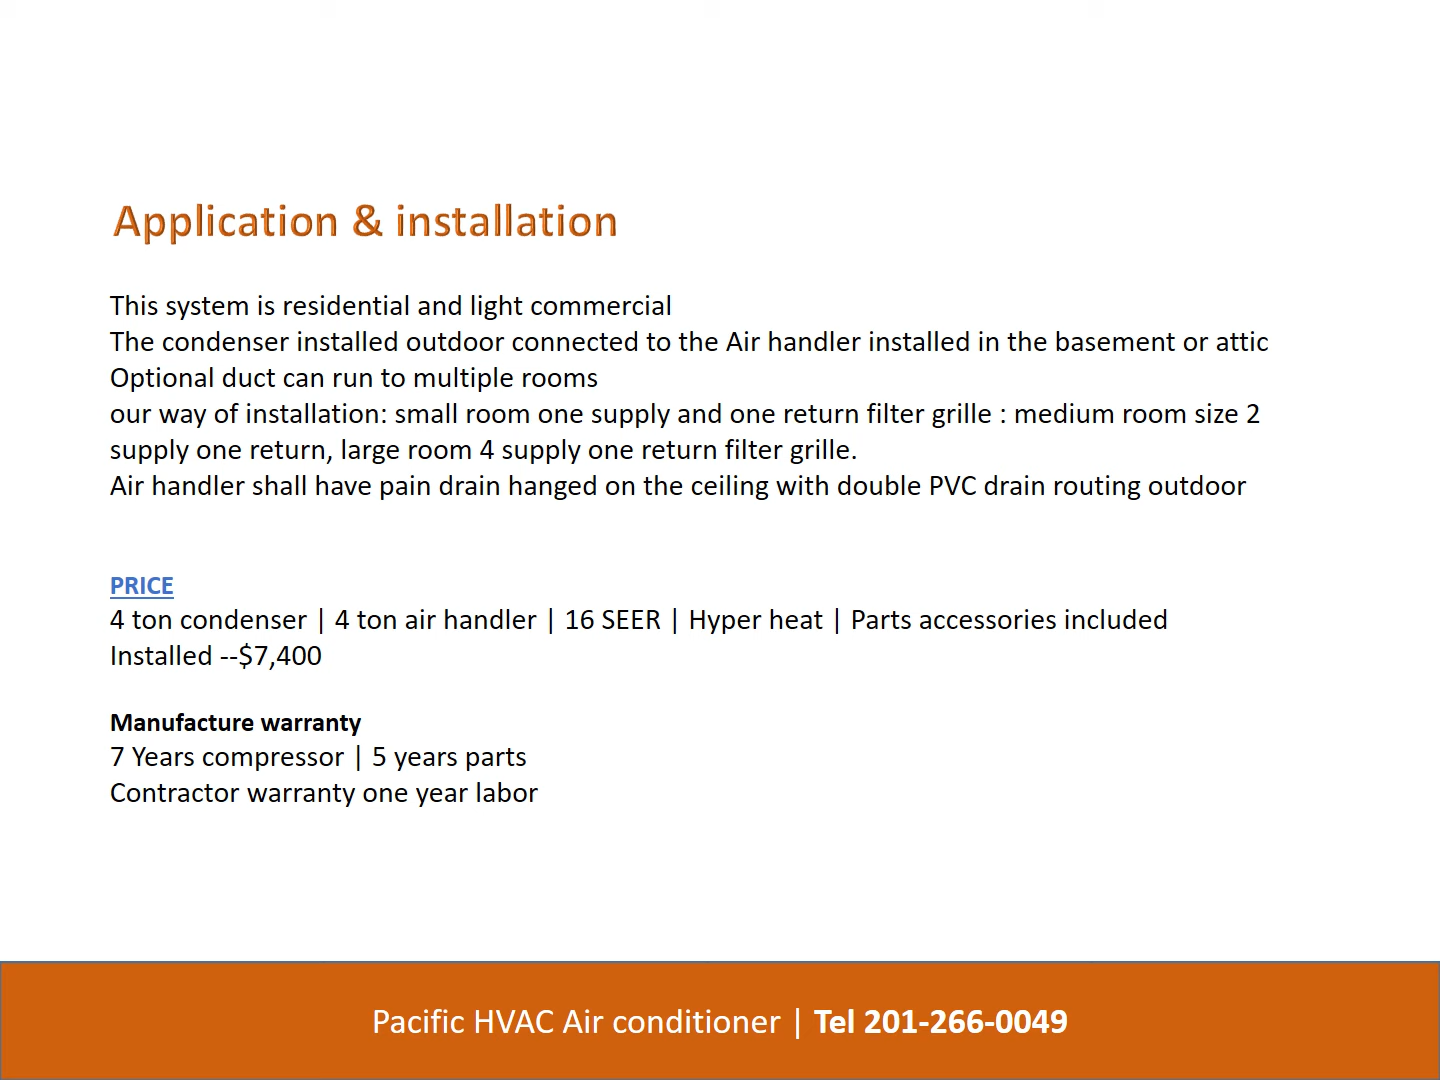 Application & installation
This system is residential and light commercial
The condenser installed outdoor connected to the Air handler installed in the basement or attic
Optional duct can run to multiple rooms
our way of installation: small room one supply and one return filter grille : medium room size 2
supply one return, large room 4 supply one return filter grille.
Air handler shall have pain drain hanged on the ceiling with double PVC drain routing outdoor
PRICE
4 ton condenser | 4 ton air handler | 16 SEER | Hyper heat | Parts accessories included
Installed --$7,400
Manufacture warranty
7 Years compressor | 5 years parts
Contractor warranty one year labor
Pacific HVAC Air conditioner | Tel 201-266-0049